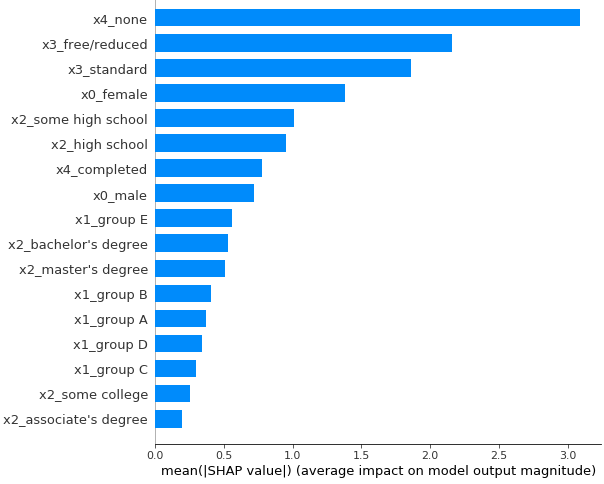 x4_none
x3_free/reduced
x3_standard
x0_female
x2_some high school
x2_high school
x4_completed
x0_male
x1_group E
x2_bachelor's degree
x2_master's degree
x1_group B
x1_group A
x1_group D
x1_group C
x2_some college
x2_associate's degree
0.0 0.5 1.0 1.5 2.0 2.5 3.0
mean(|SHAP value|) (average impact on model output magnitude)